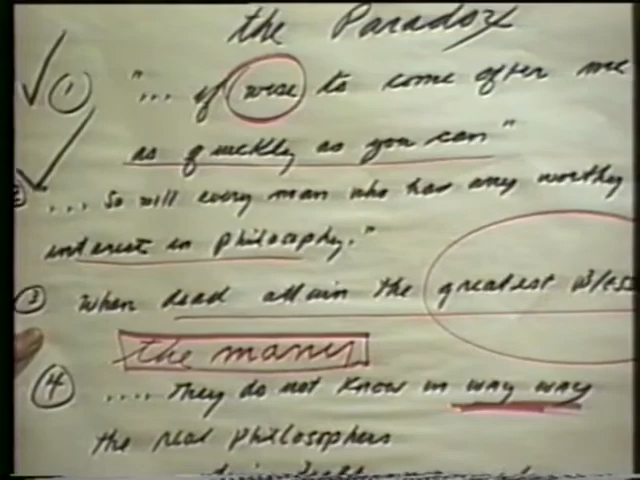 the Paradox
① "... if wise to come after me
as quickly as you can"
... So will every man who has any worthy
interest in philosophy."
③ when dead attain the greatest bless
the many
④ .... they do not know in way way
the real philosophers